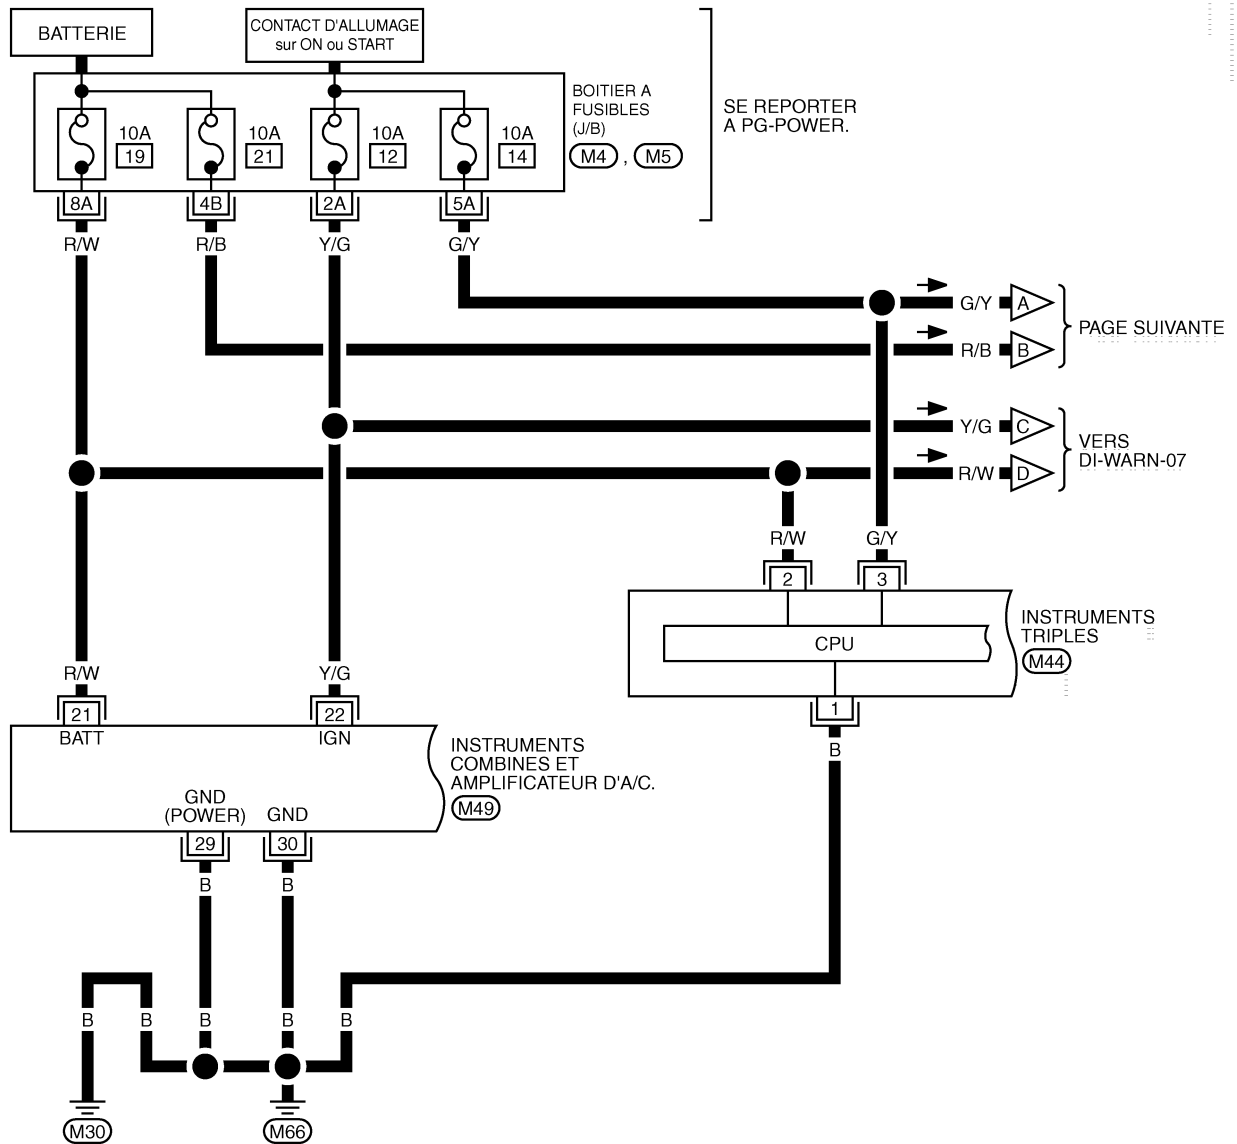 BATTERIE
CONTACT D'ALLUMAGE
sur ON ou START
10A
19
10A
21
10A
12
10A
14
BOITIER A
FUSIBLES
(J/B)
M4 , M5
SE REPORTER
A PG-POWER.
8A
4B
2A
5A
R/W
R/B
Y/G
G/Y
G/Y
A
R/B
B
PAGE SUIVANTE
Y/G
C
R/W
D
VERS
DI-WARN-07
R/W
G/Y
2
3
CPU
INSTRUMENTS
TRIPLES
M44
1
B
R/W
Y/G
21
22
BATT
IGN
INSTRUMENTS
COMBINES ET
AMPLIFICATEUR D'A/C.
M49
GND
(POWER)
GND
29
30
B
B
B
B
B
B
B
M30
M66